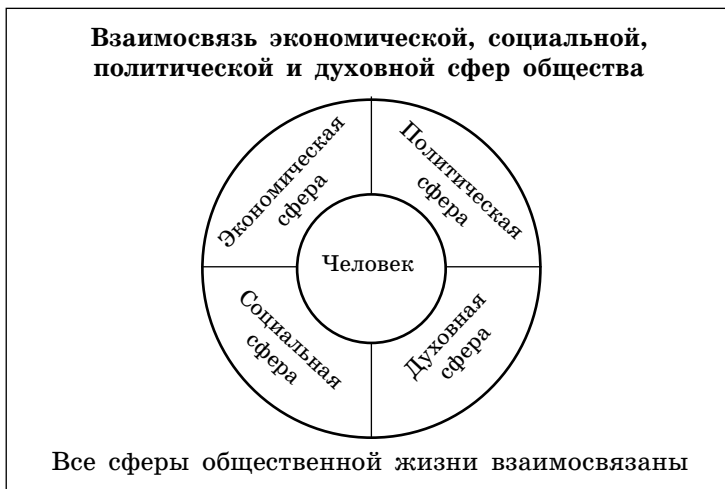 Взаимосвязь экономической, социальной,
политической и духовной сфер общества
Экономическая
сфера
Политическая
сфера
Человек
Социальная
сфера
Духовная
сфера
Все сферы общественной жизни взаимосвязаны